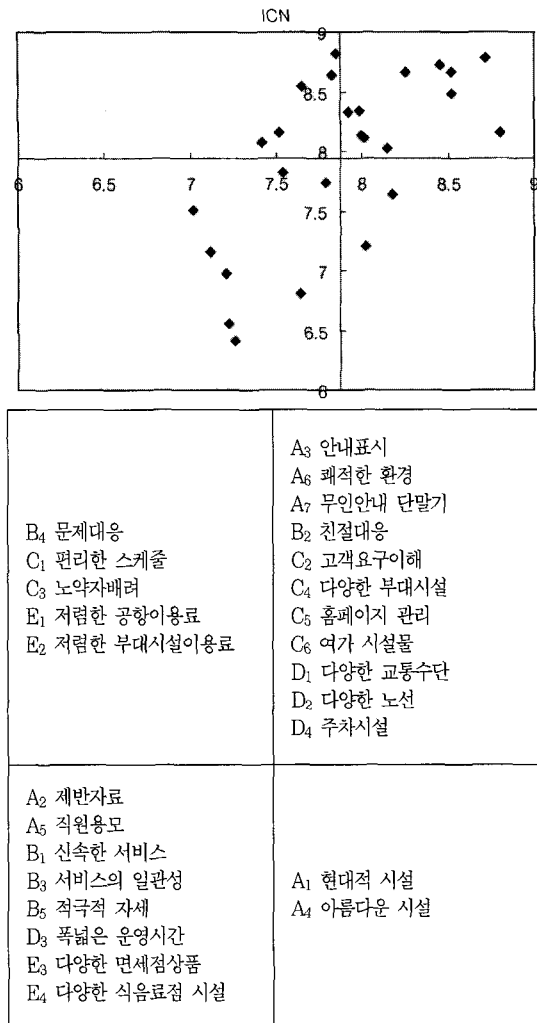 ICN
9
8.5
8
6 6.5 7 7.5 8 8.5 9
7.5
7
6.5
6
B₄ 문제대응
C₁ 편리한 스케줄
C₃ 노약자배려
E₁ 저렴한 공항이용료
E₂ 저렴한 부대시설이용료
A₃ 안내표시
A₆ 쾌적한 환경
A₇ 무인안내 단말기
B₂ 친절대응
C₂ 고객요구이해
C₄ 다양한 부대시설
C₅ 홈페이지 관리
C₆ 여가 시설물
D₁ 다양한 교통수단
D₂ 다양한 노선
D₄ 주차시설
A₂ 제반자료
A₅ 직원용모
B₁ 신속한 서비스
B₃ 서비스의 일관성
B₅ 적극적 자세
D₃ 폭넓은 운영시간
E₃ 다양한 면세점상품
E₄ 다양한 식음료점 시설
A₁ 현대적 시설
A₄ 아름다운 시설